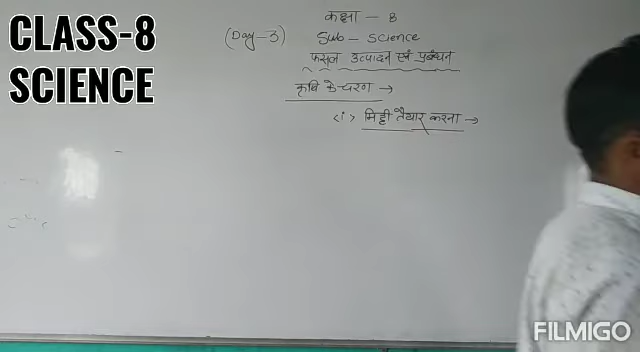 CLASS-8
SCIENCE
(Day-3)
कक्षा - 8
Sub - Science
फसल उत्पादन एवं प्रबंधन
कृषि के चरण →
<i> मिट्टी तैयार करना →
FILMIGO